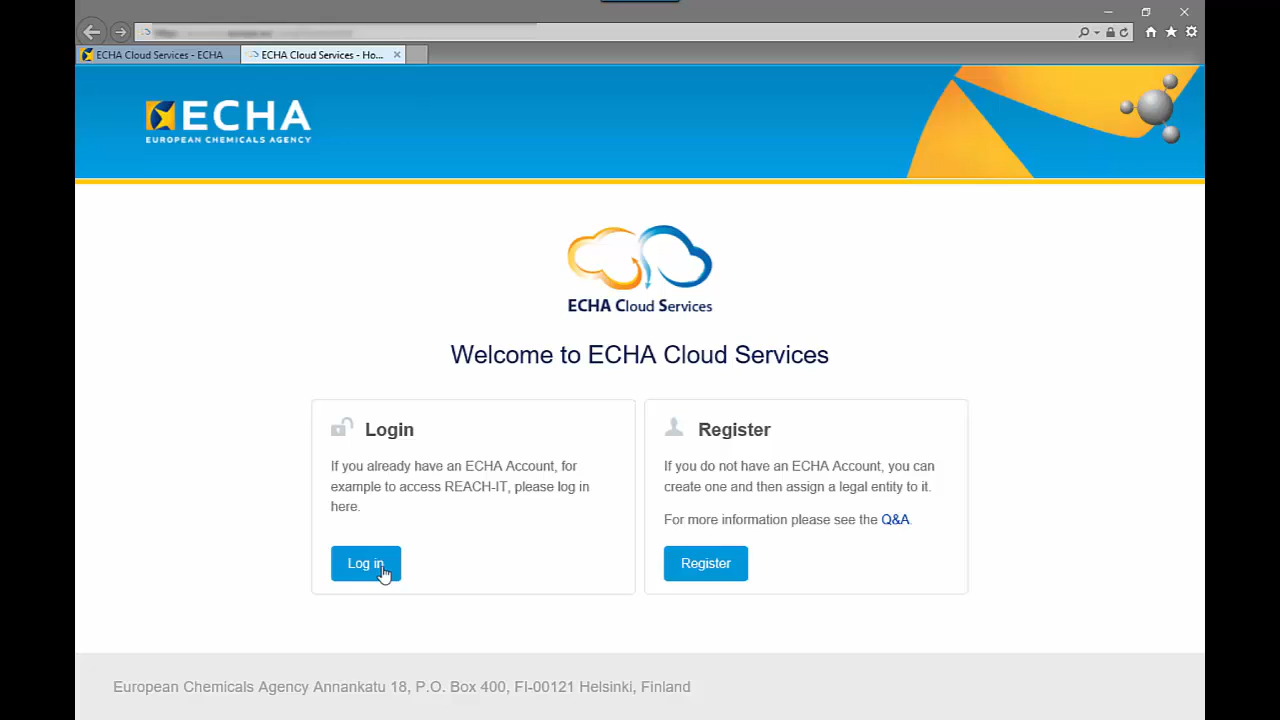 ECHA Cloud Services - ECHA
ECHA Cloud Services - Ho...
ECHA
EUROPEAN CHEMICALS AGENCY
ECHA Cloud Services
Welcome to ECHA Cloud Services
Login
If you already have an ECHA Account, for
example to access REACH-IT, please log in
here.
Log in
Register
If you do not have an ECHA Account, you can
create one and then assign a legal entity to it.
For more information please see the Q&A.
Register
European Chemicals Agency Annankatu 18, P.O. Box 400, FI-00121 Helsinki, Finland